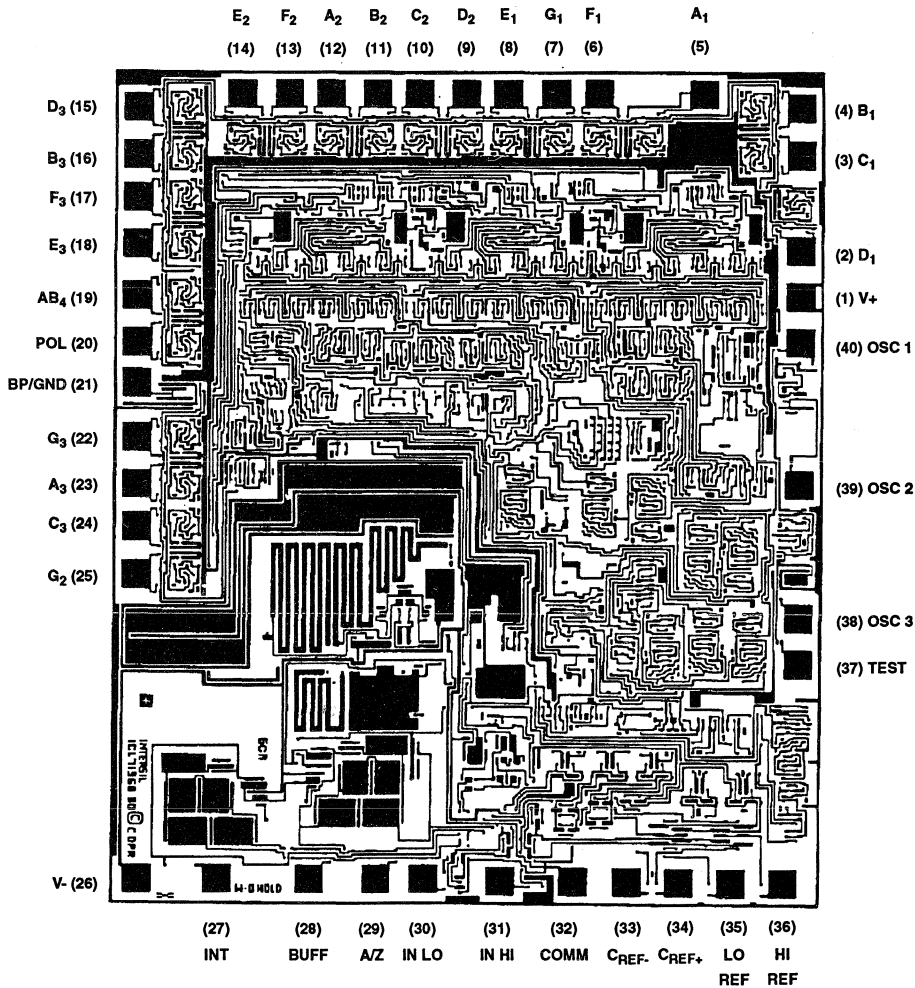 E2 F2 A2 B2 C2 D2 E1 G1 F1 A1
(14) (13) (12) (11) (10) (9) (8) (7) (6) (5)
D3 (15)
(4) B1
B3 (16)
(3) C1
F3 (17)
E3 (18)
(2) D1
AB4 (19)
(1) V+
POL (20)
(40) OSC 1
BP/GND (21)
G3 (22)
A3 (23)
(39) OSC 2
C3 (24)
G2 (25)
(38) OSC 3
(37) TEST
INTERSIL
V- (26)
(27) (28) (29) (30) (31) (32) (33) (34) (35) (36)
INT BUFF A/Z IN LO IN HI COMM CREF- CREF+ LO HI
REF REF